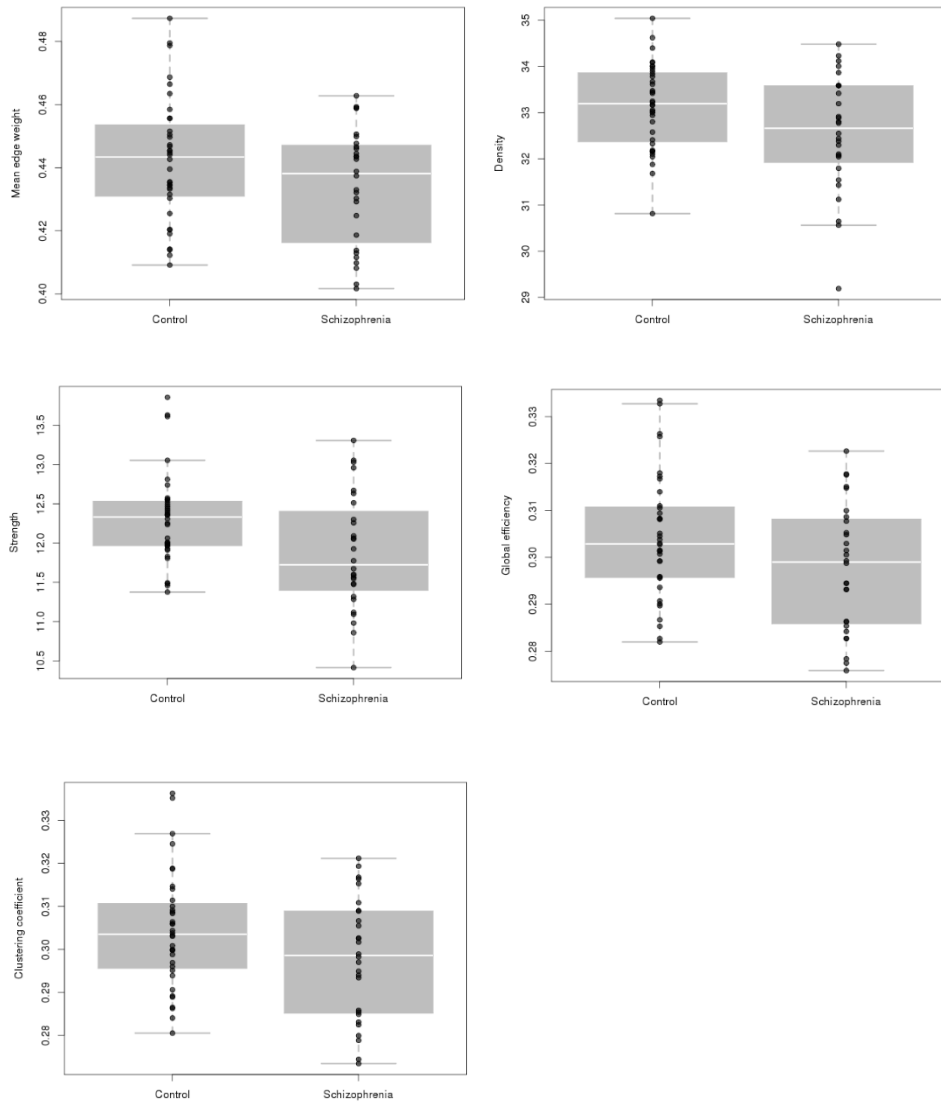 Mean edge weight
0.48
0.46
0.44
0.42
0.40
Control
Schizophrenia
Density
35
34
33
32
31
30
29
Control
Schizophrenia
Strength
13.5
13.0
12.5
12.0
11.5
11.0
10.5
Control
Schizophrenia
Global efficiency
0.33
0.32
0.31
0.30
0.29
0.28
Control
Schizophrenia
Clustering coefficient
0.33
0.32
0.31
0.30
0.29
0.28
Control
Schizophrenia